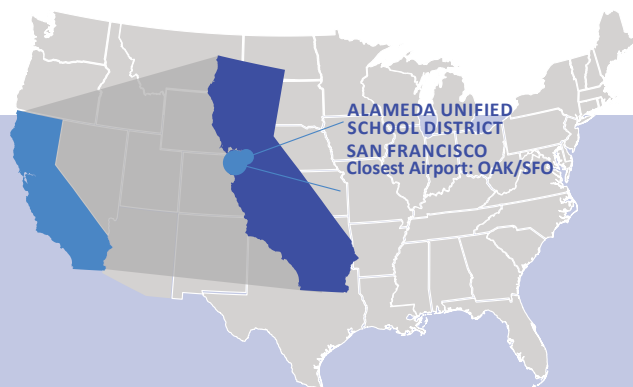 ALAMEDA UNIFIED
SCHOOL DISTRICT
SAN FRANCISCO
Closest Airport: OAK/SFO